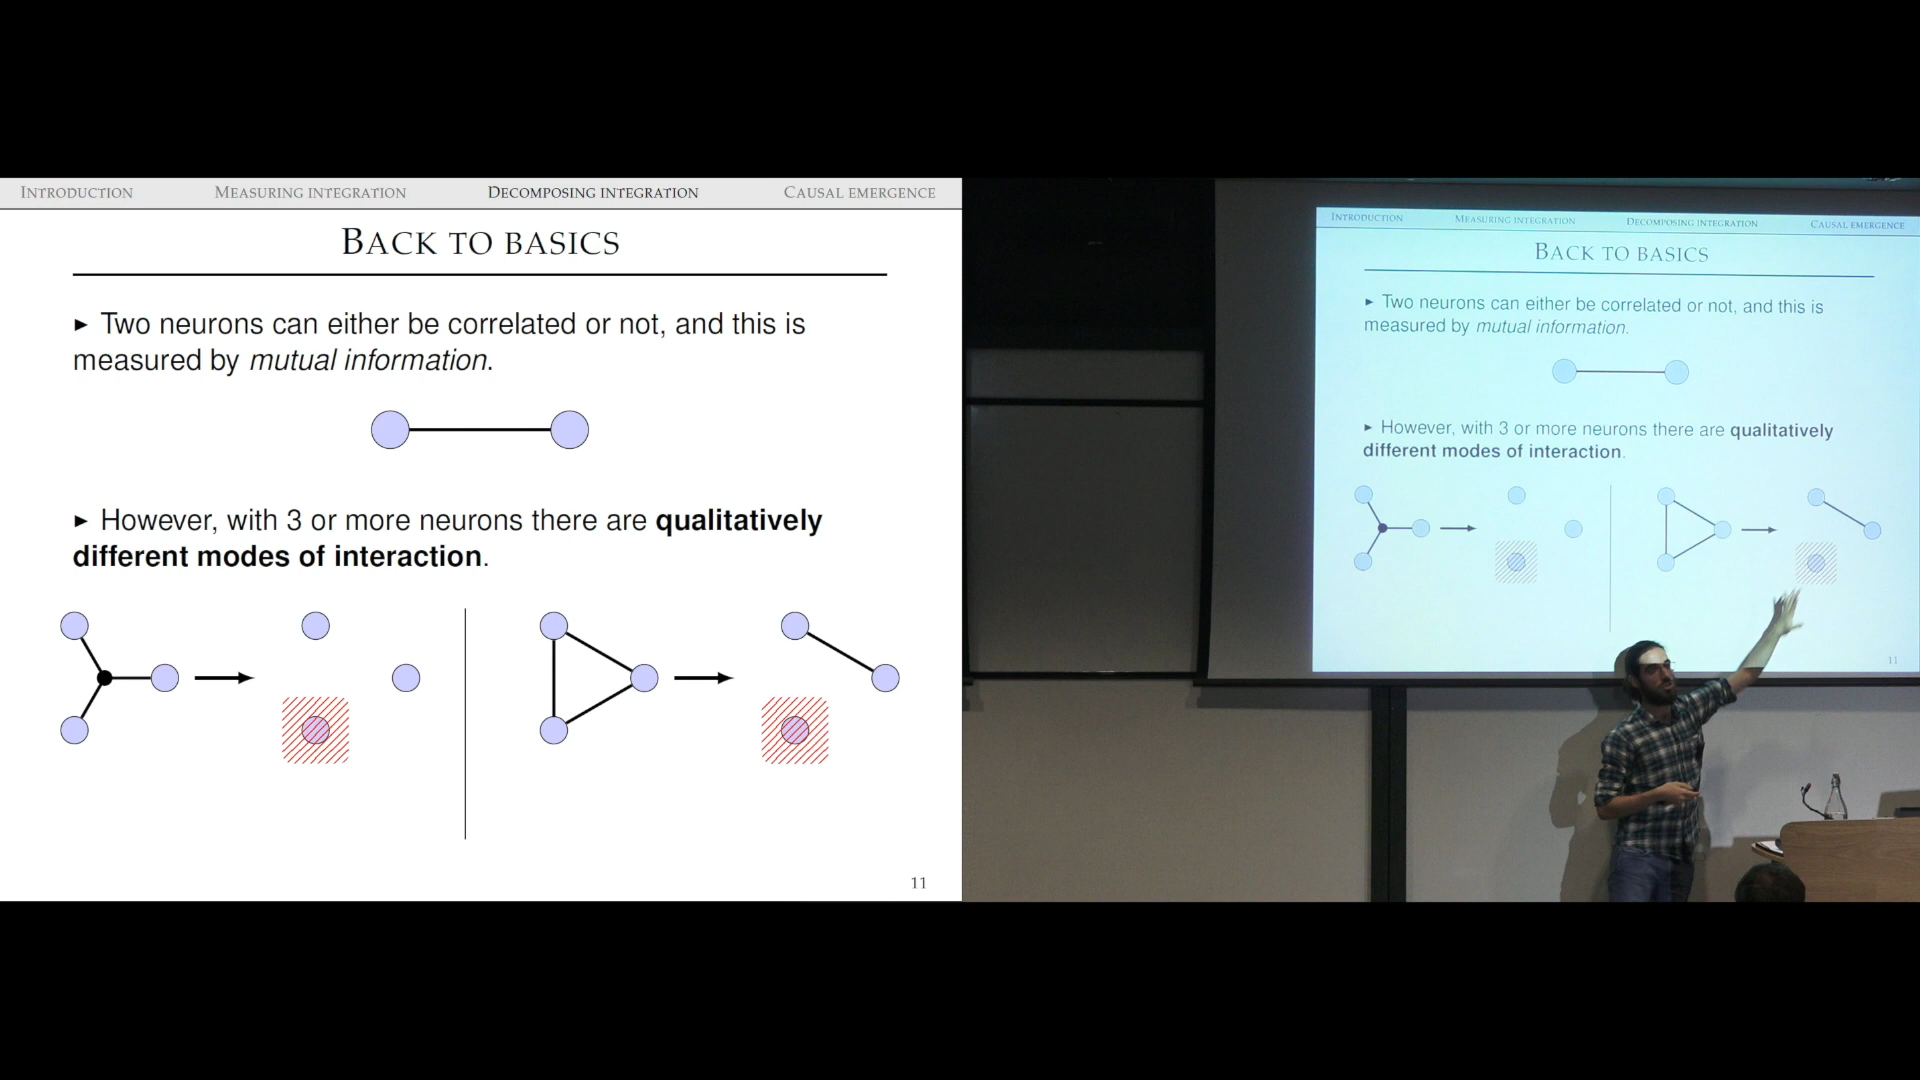 INTRODUCTION MEASURING INTEGRATION DECOMPOSING INTEGRATION CAUSAL EMERGENCE
BACK TO BASICS
▸ Two neurons can either be correlated or not, and this is
measured by mutual information.
▸ However, with 3 or more neurons there are qualitatively
different modes of interaction.
11
INTRODUCTION MEASURING INTEGRATION DECOMPOSING INTEGRATION CAUSAL EMERGENCE
BACK TO BASICS
▸ Two neurons can either be correlated or not, and this is
measured by mutual information.
▸ However, with 3 or more neurons there are qualitatively
different modes of interaction.
11